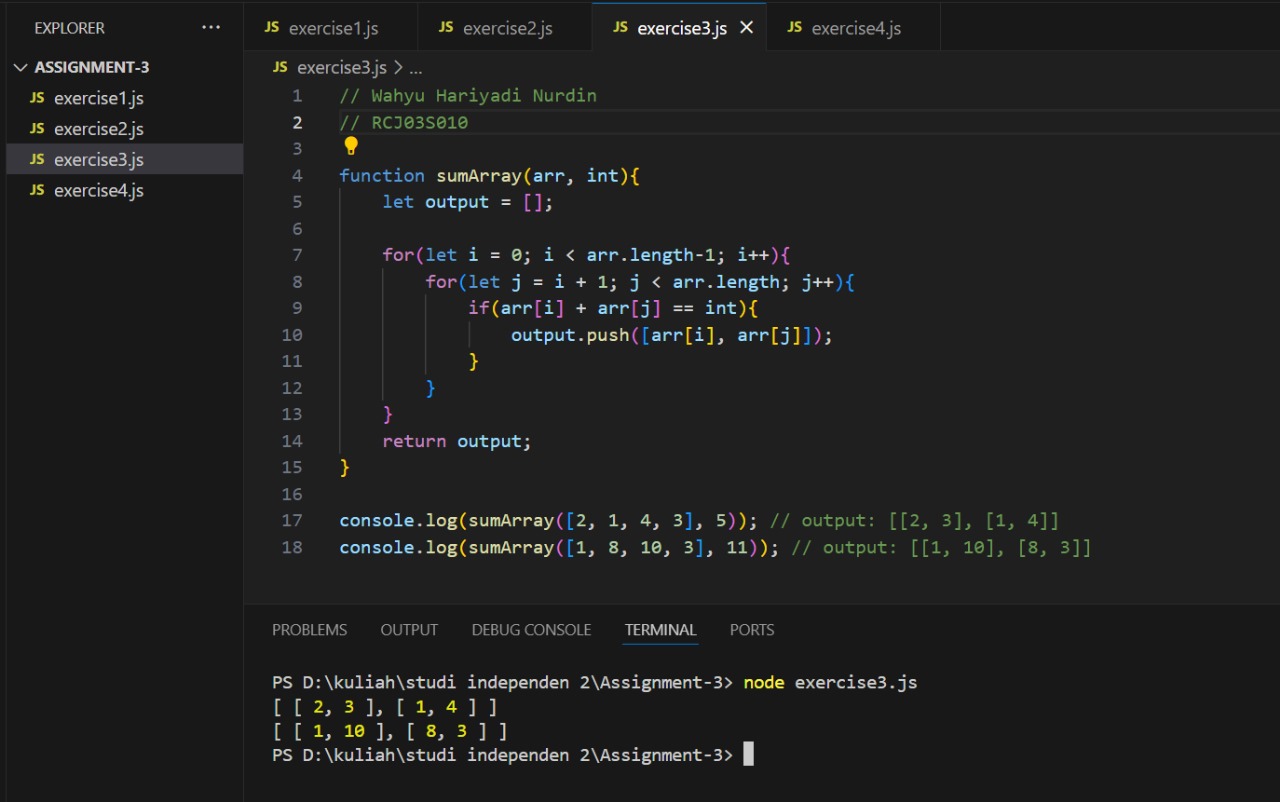 EXPLORER ...
ASSIGNMENT-3
JS exercise1.js
JS exercise2.js
JS exercise3.js
JS exercise4.js
JS exercise1.js JS exercise2.js JS exercise3.js × JS exercise4.js
JS exercise3.js > ...
1 // Wahyu Hariyadi Nurdin
2 // RCJ03S010
3
4 function sumArray(arr, int){
5     let output = [];
6
7     for(let i = 0; i < arr.length-1; i++){
8         for(let j = i + 1; j < arr.length; j++){
9             if(arr[i] + arr[j] == int){
10                 output.push([arr[i], arr[j]]);
11             }
12         }
13     }
14     return output;
15 }
16
17 console.log(sumArray([2, 1, 4, 3], 5)); // output: [[2, 3], [1, 4]]
18 console.log(sumArray([1, 8, 10, 3], 11)); // output: [[1, 10], [8, 3]]
PROBLEMS OUTPUT DEBUG CONSOLE TERMINAL PORTS
PS D:\kuliah\studi independen 2\Assignment-3> node exercise3.js
[ [ 2, 3 ], [ 1, 4 ] ]
[ [ 1, 10 ], [ 8, 3 ] ]
PS D:\kuliah\studi independen 2\Assignment-3>